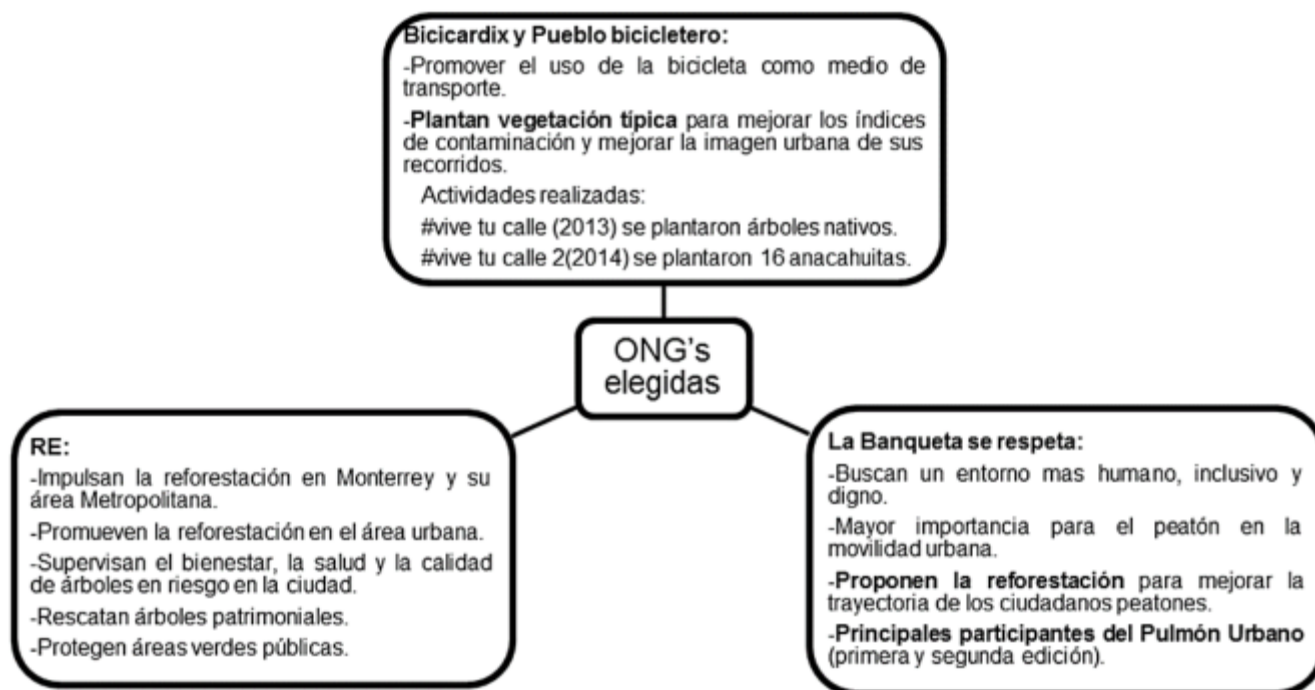 Bicicardix y Pueblo bicicletero:
-Promover el uso de la bicicleta como medio de
transporte.
-Plantan vegetación típica para mejorar los índices
de contaminación y mejorar la imagen urbana de sus
recorridos.
Actividades realizadas:
#vive tu calle (2013) se plantaron árboles nativos.
#vive tu calle 2(2014) se plantaron 16 anacahuitas.
ONG's
elegidas
RE:
-Impulsan la reforestación en Monterrey y su
área Metropolitana.
-Promueven la reforestación en el área urbana.
-Supervisan el bienestar, la salud y la calidad
de árboles en riesgo en la ciudad.
-Rescatan árboles patrimoniales.
-Protegen áreas verdes públicas.
La Banqueta se respeta:
-Buscan un entorno mas humano, inclusivo y
digno.
-Mayor importancia para el peatón en la
movilidad urbana.
-Proponen la reforestación para mejorar la
trayectoria de los ciudadanos peatones.
-Principales participantes del Pulmón Urbano
(primera y segunda edición).